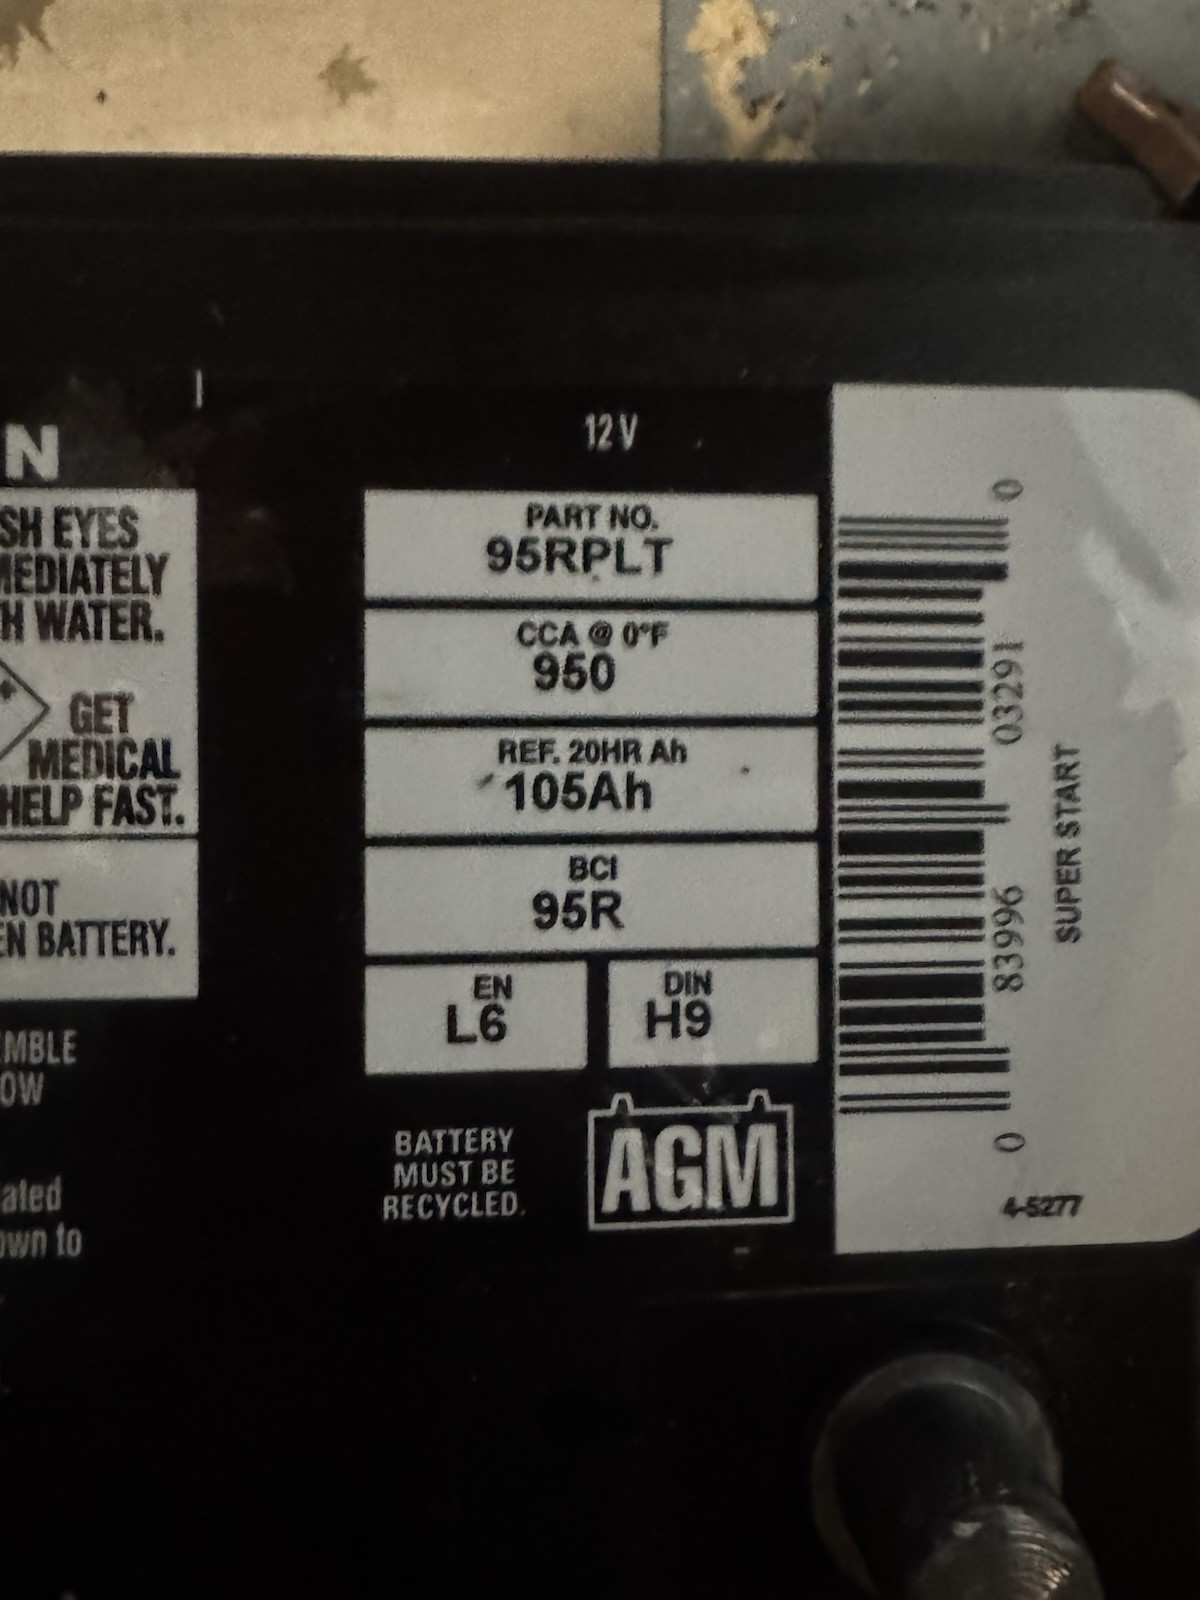 N
SH EYES
MEDIATELY
H WATER.
GET
MEDICAL
HELP FAST.
NOT
EN BATTERY.
EMBLE
OW
ated
own to
12 V
PART NO.
95RPLT
CCA @ 0°F
950
REF. 20HR Ah
105Ah
BCI
95R
EN
L6
DIN
H9
BATTERY
MUST BE
RECYCLED.
AGM
0 83996 03291 0
SUPER START
4-5277